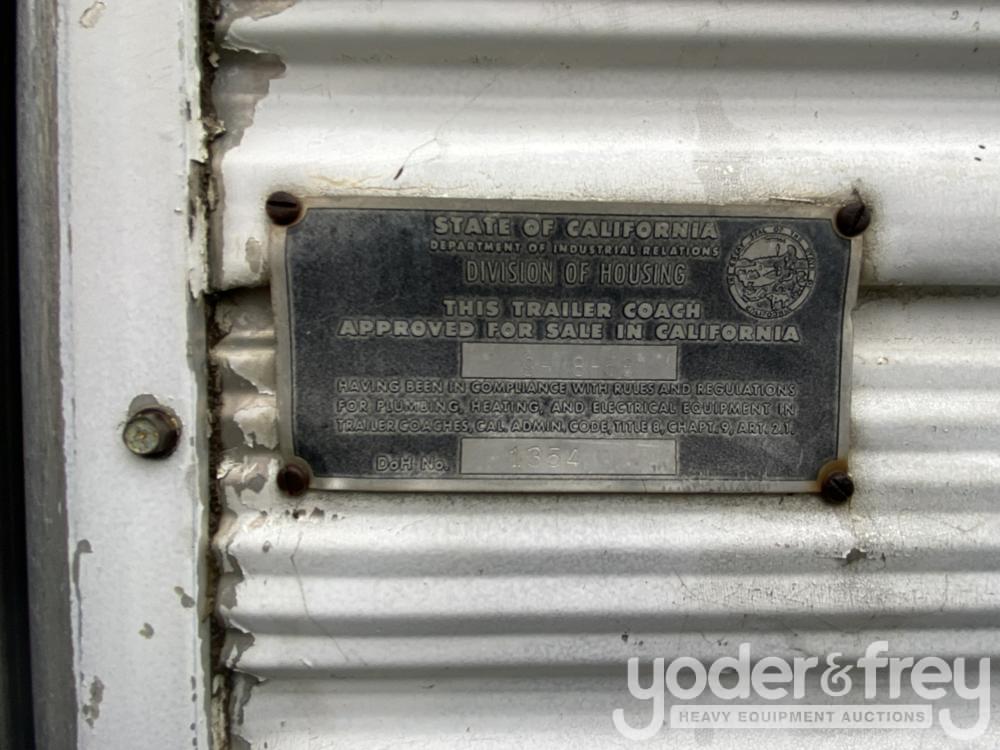 STATE OF CALIFORNIA
DEPARTMENT OF INDUSTRIAL RELATIONS
DIVISION OF HOUSING
THIS TRAILER COACH
APPROVED FOR SALE IN CALIFORNIA
HAVING BEEN IN COMPLIANCE WITH RULES AND REGULATIONS
FOR PLUMBING, HEATING, AND ELECTRICAL EQUIPMENT IN
TRAILER COACHES, CAL. ADMIN. CODE, TITLE 8, CHAPT. 9, ART. 2.1.
DOH NO. 1354
yoder&frey
HEAVY EQUIPMENT AUCTIONS